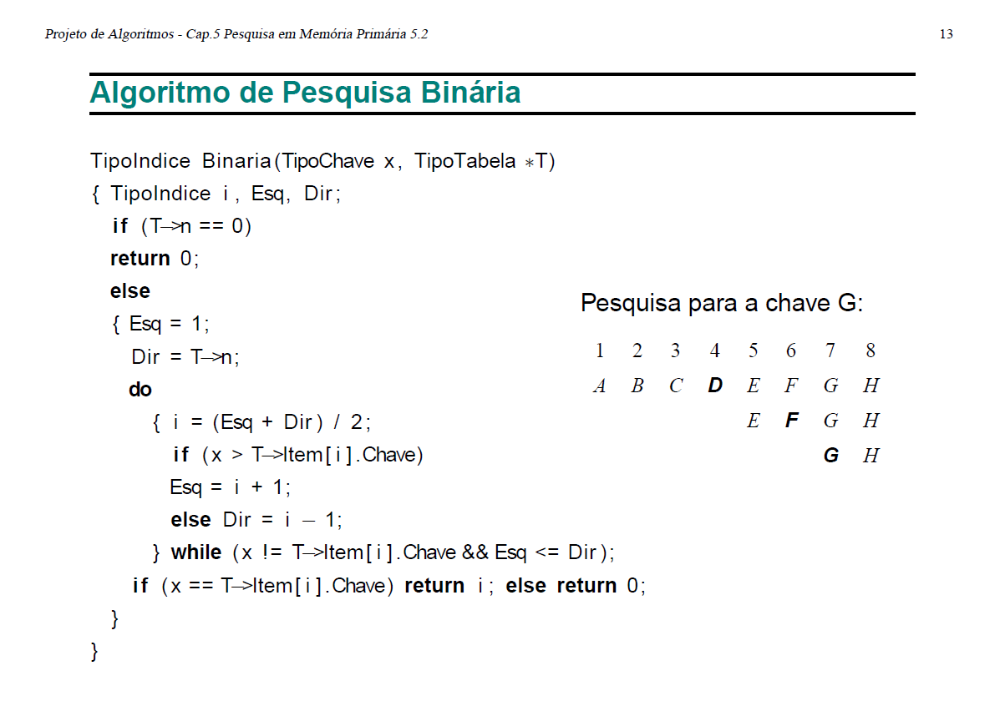 Projeto de Algoritmos - Cap.5 Pesquisa em Memória Primária 5.2 13
Algoritmo de Pesquisa Binária
TipoIndice Binaria(TipoChave x, TipoTabela *T)
{ TipoIndice i, Esq, Dir;
if (T−>n == 0)
return 0;
else
{ Esq = 1;
Dir = T−>n;
do
{ i = (Esq + Dir) / 2;
if (x > T−>Item[i].Chave)
Esq = i + 1;
else Dir = i − 1;
} while (x != T−>Item[i].Chave && Esq <= Dir);
if (x == T−>Item[i].Chave) return i; else return 0;
}
}
Pesquisa para a chave G:
1 2 3 4 5 6 7 8
A B C D E F G H
E F G H
G H